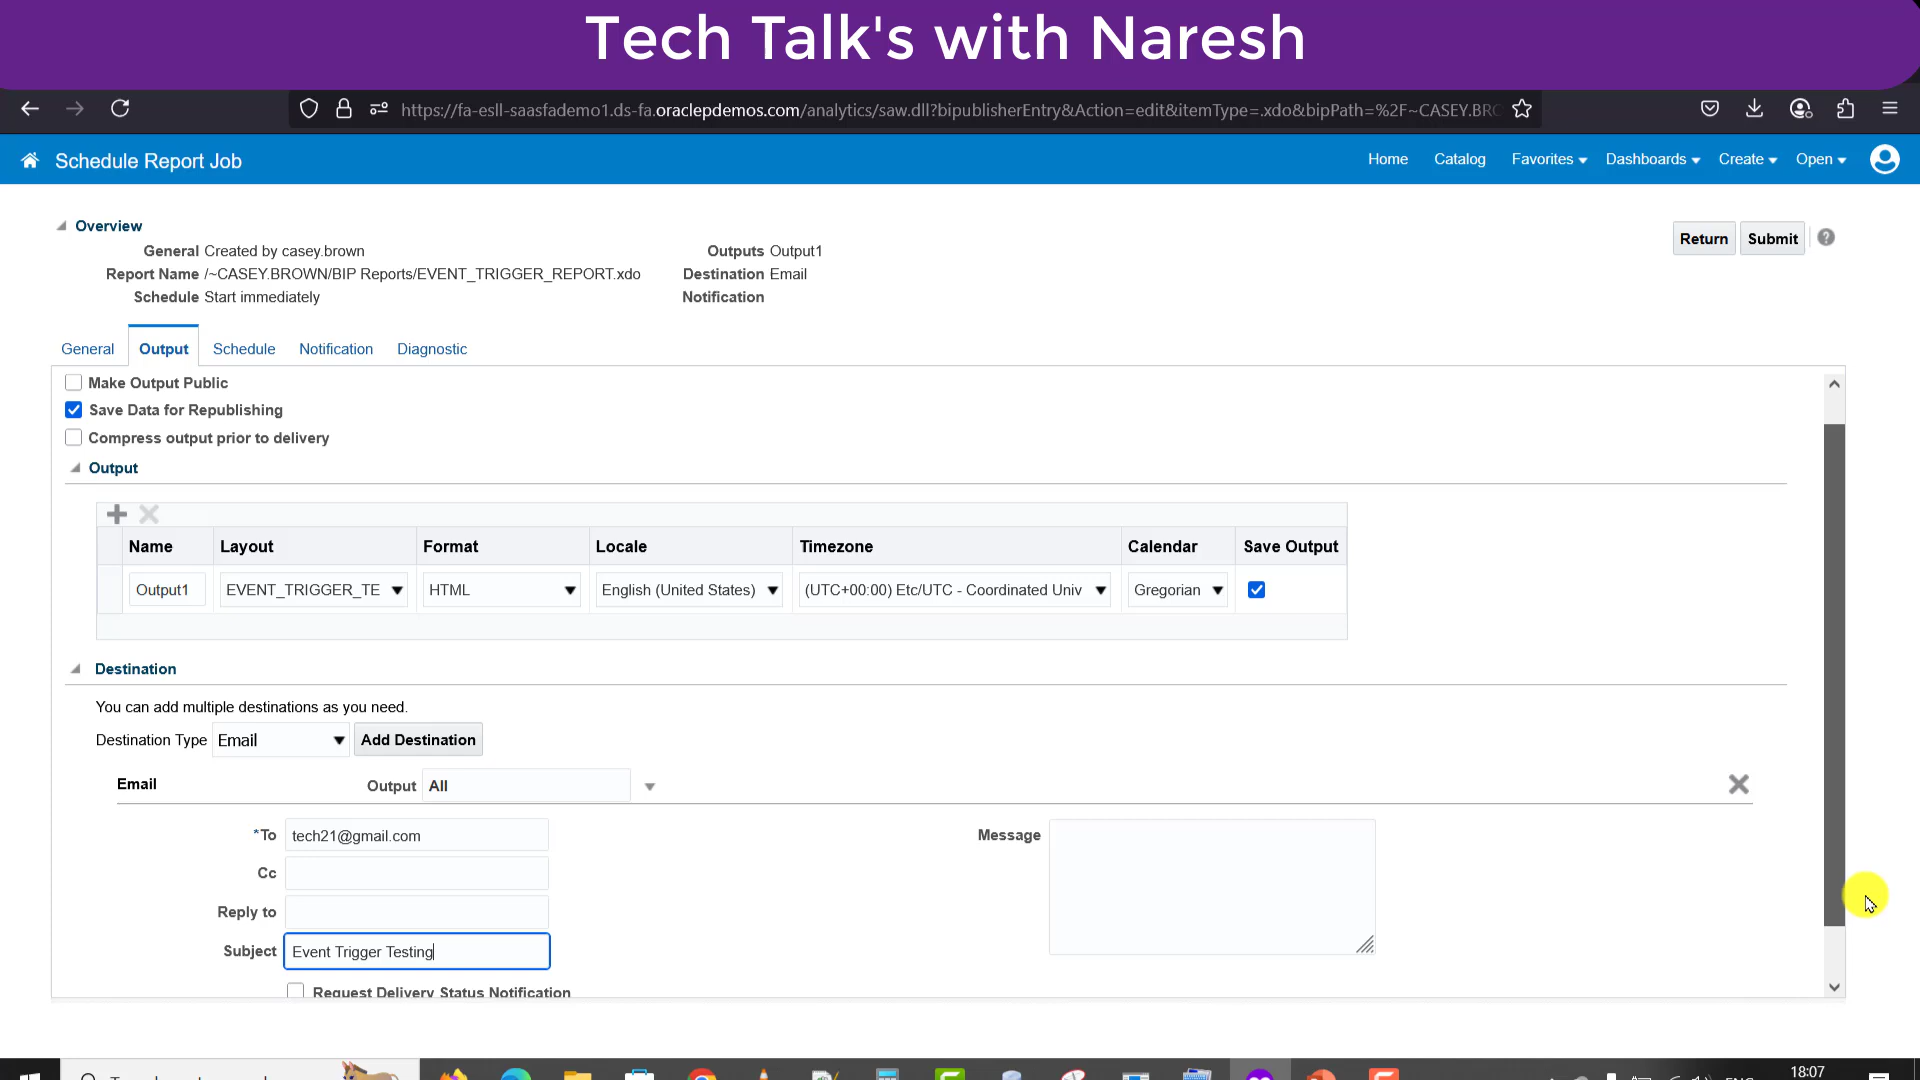 Tech Talk's with Naresh
https://fa-esll-saasfademo1.ds-fa.oraclepdemos.com/analytics/saw.dll?bipublisherEntry&Action=edit&itemType=.xdo&bipPath=%2F~CASEY.BRO
Schedule Report Job
Home Catalog Favorites Dashboards Create Open
Overview
Return Submit
General Created by casey.brown
Outputs Output1
Report Name /~CASEY.BROWN/BIP Reports/EVENT_TRIGGER_REPORT.xdo
Destination Email
Schedule Start immediately
Notification
General Output Schedule Notification Diagnostic
Make Output Public
Save Data for Republishing
Compress output prior to delivery
Output
Name Layout Format Locale Timezone Calendar Save Output
Output1 EVENT_TRIGGER_TE HTML English (United States) (UTC+00:00) Etc/UTC - Coordinated Univ Gregorian
Destination
You can add multiple destinations as you need.
Destination Type Email Add Destination
Email Output All
*To tech21@gmail.com
Message
Cc
Reply to
Subject Event Trigger Testing
Request Delivery Status Notification
18:07